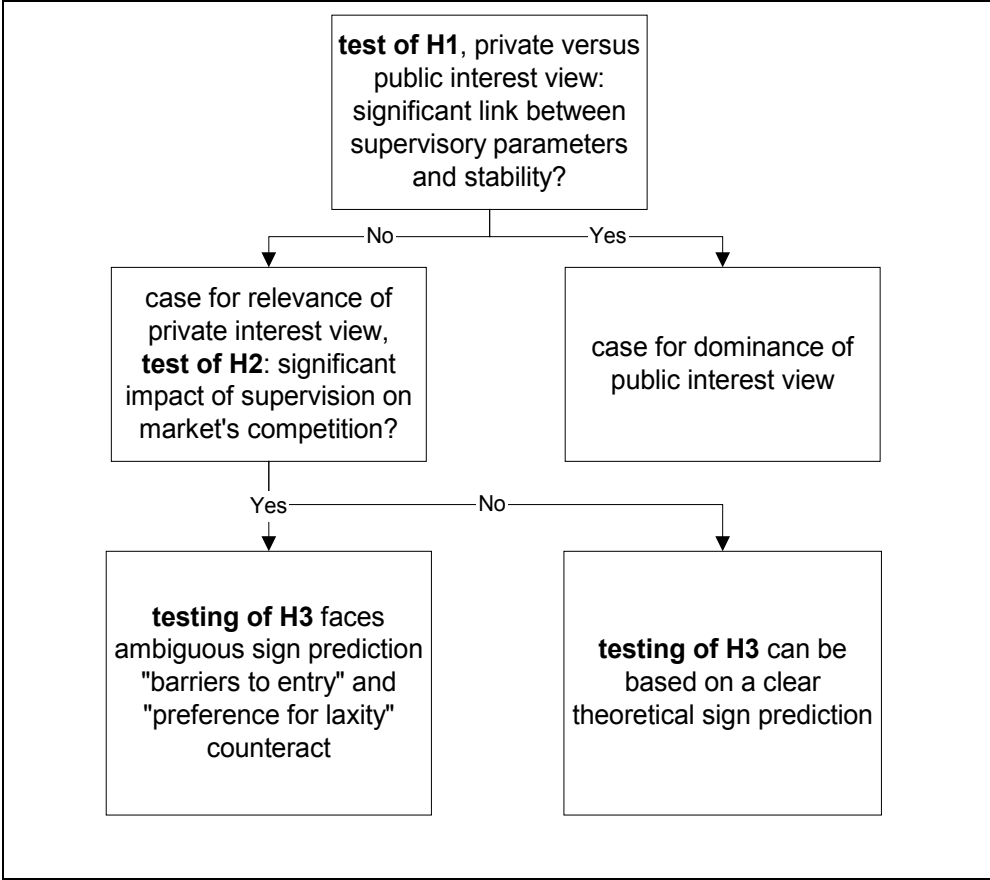 test of H1, private versus
public interest view:
significant link between
supervisory parameters
and stability?
No
Yes
case for relevance of
private interest view,
test of H2: significant
impact of supervision on
market's competition?
case for dominance of
public interest view
Yes
No
testing of H3 faces
ambiguous sign prediction
"barriers to entry" and
"preference for laxity"
counteract
testing of H3 can be
based on a clear
theoretical sign prediction